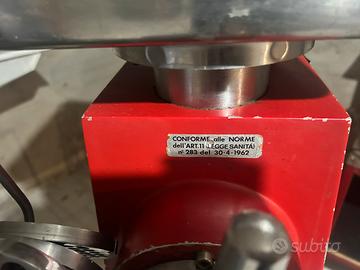 CONFORME alle NORME
dell'ART.11 (LEGGE SANITA)
n° 283 del 30-4-1962
subito